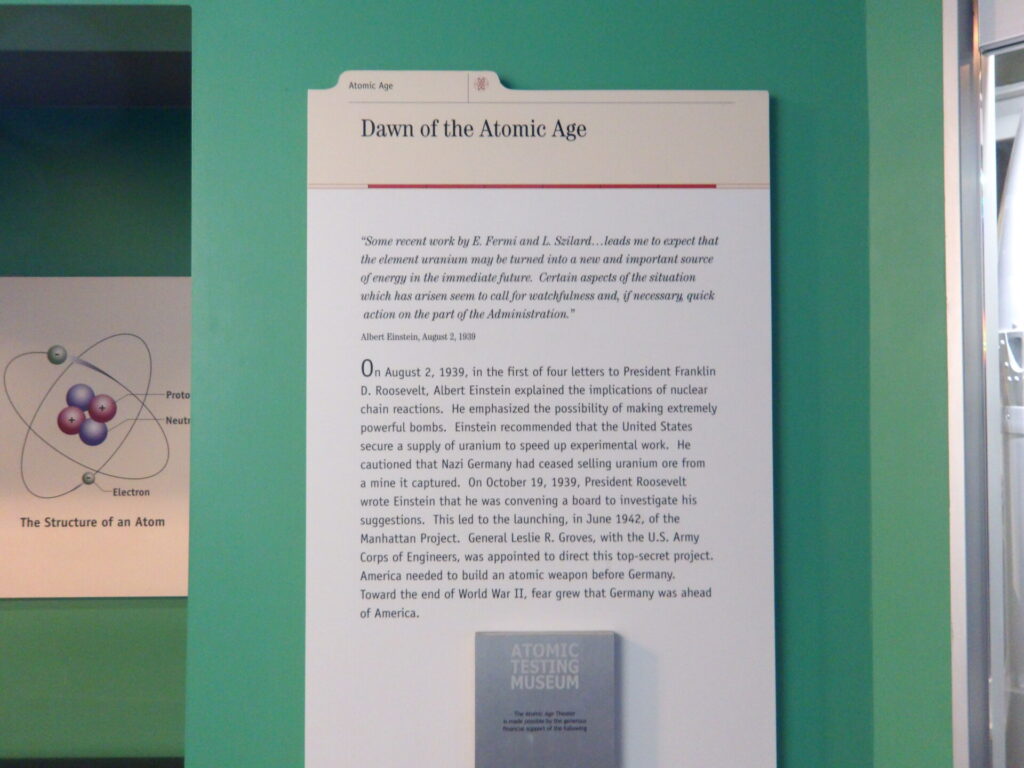 Atomic Age
Dawn of the Atomic Age
“Some recent work by E. Fermi and L. Szilard…leads me to expect that
the element uranium may be turned into a new and important source
of energy in the immediate future. Certain aspects of the situation
which has arisen seem to call for watchfulness and, if necessary, quick
action on the part of the Administration.”
Albert Einstein, August 2, 1939
On August 2, 1939, in the first of four letters to President Franklin
D. Roosevelt, Albert Einstein explained the implications of nuclear
chain reactions. He emphasized the possibility of making extremely
powerful bombs. Einstein recommended that the United States
secure a supply of uranium to speed up experimental work. He
cautioned that Nazi Germany had ceased selling uranium ore from
a mine it captured. On October 19, 1939, President Roosevelt
wrote Einstein that he was convening a board to investigate his
suggestions. This led to the launching, in June 1942, of the
Manhattan Project. General Leslie R. Groves, with the U.S. Army
Corps of Engineers, was appointed to direct this top-secret project.
America needed to build an atomic weapon before Germany.
Toward the end of World War II, fear grew that Germany was ahead
of America.
ATOMIC
TESTING
MUSEUM
The Atomic Age Theater
is made possible by the generous
financial support of the following
-
+
+
Proto
Neutr
-
Electron
The Structure of an Atom